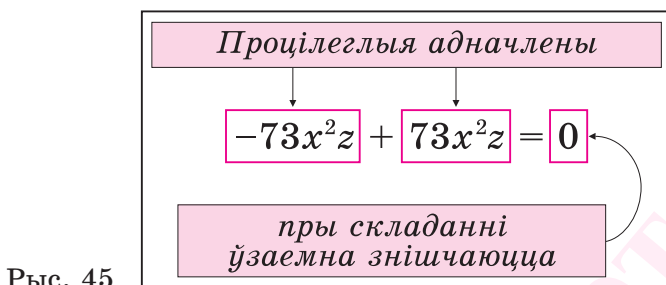 Процілеглыя адначлены
−73x²z + 73x²z = 0
пры складанні
ўзаемна знішчаюцца
Рыс. 45